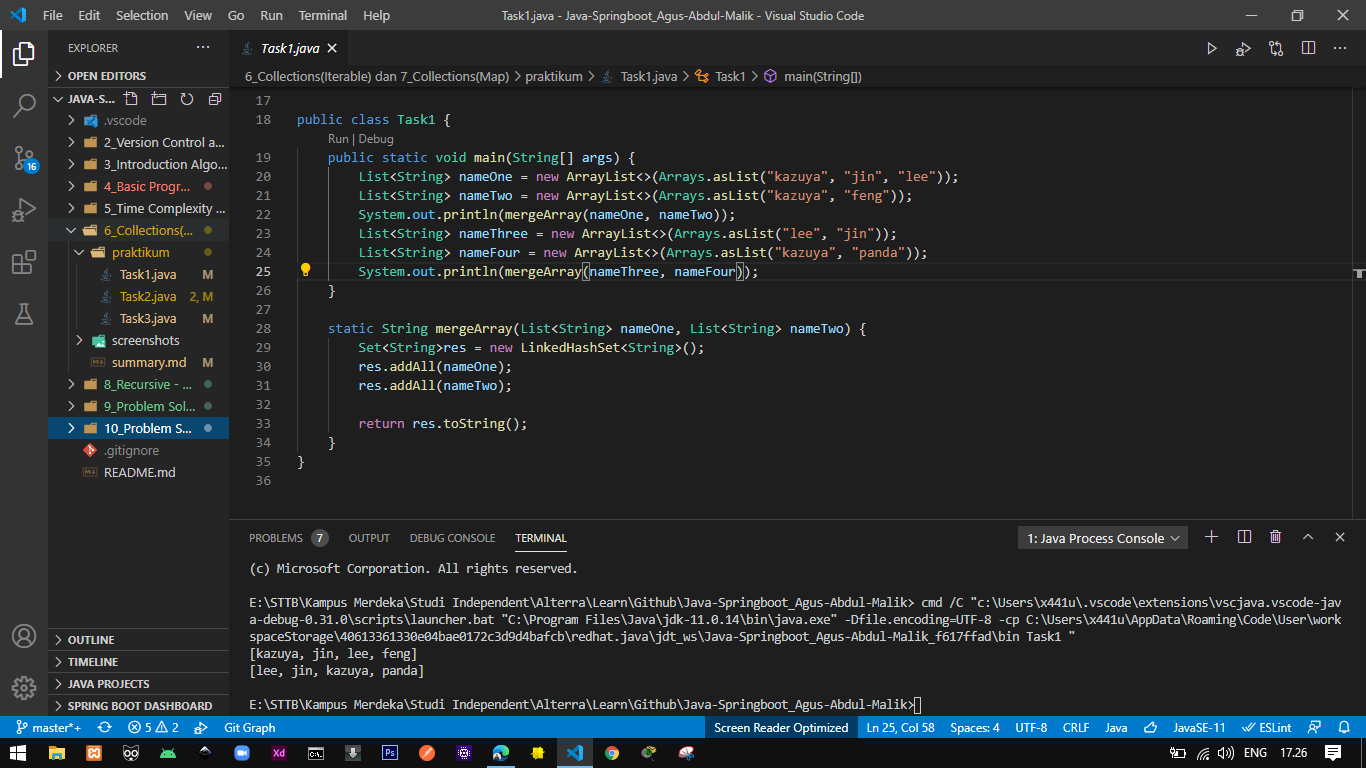 File Edit Selection View Go Run Terminal Help Task1.java - Java-Springboot_Agus-Abdul-Malik - Visual Studio Code
EXPLORER
OPEN EDITORS
JAVA-S...
.vscode
2_Version Control a...
3_Introduction Algo...
4_Basic Progr...
5_Time Complexity ...
6_Collections(...
praktikum
Task1.java M
Task2.java 2, M
Task3.java M
screenshots
summary.md M
8_Recursive - ...
9_Problem Sol...
10_Problem S...
.gitignore
README.md
OUTLINE
TIMELINE
JAVA PROJECTS
SPRING BOOT DASHBOARD
16
Task1.java
6_Collections(Iterable) dan 7_Collections(Map) > praktikum > Task1.java > Task1 > main(String[])
17
18 public class Task1 {
Run | Debug
19 public static void main(String[] args) {
20 List<String> nameOne = new ArrayList<>(Arrays.asList("kazuya", "jin", "lee"));
21 List<String> nameTwo = new ArrayList<>(Arrays.asList("kazuya", "feng"));
22 System.out.println(mergeArray(nameOne, nameTwo));
23 List<String> nameThree = new ArrayList<>(Arrays.asList("lee", "jin"));
24 List<String> nameFour = new ArrayList<>(Arrays.asList("kazuya", "panda"));
25 System.out.println(mergeArray(nameThree, nameFour));
26 }
27
28 static String mergeArray(List<String> nameOne, List<String> nameTwo) {
29 Set<String>res = new LinkedHashSet<String>();
30 res.addAll(nameOne);
31 res.addAll(nameTwo);
32
33 return res.toString();
34 }
35 }
36
PROBLEMS 7 OUTPUT DEBUG CONSOLE TERMINAL 1: Java Process Console
(c) Microsoft Corporation. All rights reserved.
E:\STTB\Kampus Merdeka\Studi Independent\Alterra\Learn\Github\Java-Springboot_Agus-Abdul-Malik> cmd /C "c:\Users\x441u\.vscode\extensions\vscjava.vscode-jav
a-debug-0.31.0\scripts\launcher.bat "C:\Program Files\Java\jdk-11.0.14\bin\java.exe" -Dfile.encoding=UTF-8 -cp C:\Users\x441u\AppData\Roaming\Code\User\work
spaceStorage\40613361330e04bae0172c3d9d4bafcb\redhat.java\jdt_ws\Java-Springboot_Agus-Abdul-Malik_f617ffad\bin Task1 "
[kazuya, jin, lee, feng]
[lee, jin, kazuya, panda]
E:\STTB\Kampus Merdeka\Studi Independent\Alterra\Learn\Github\Java-Springboot_Agus-Abdul-Malik>
master*+ 5 2 Git Graph Screen Reader Optimized Ln 25, Col 58 Spaces: 4 UTF-8 CRLF Java JavaSE-11 ESLint
Xd Ps ENG 17.26